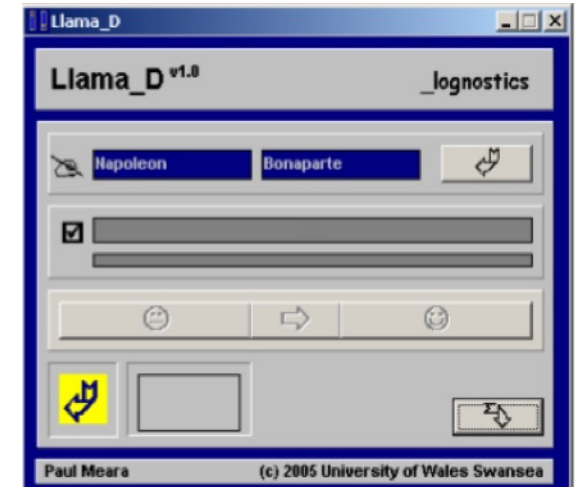 Llama_D
Llama_D v1.0
_lognostics
Napoleon Bonaparte
Paul Meara (c) 2005 University of Wales Swansea